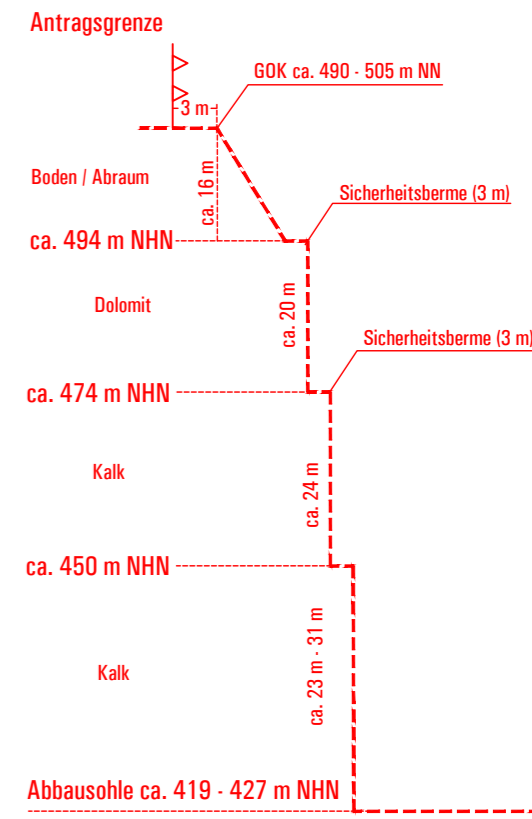 Antragsgrenze
GOK ca. 490 - 505 m NN
3 m
Boden / Abraum
ca. 16 m
Sicherheitsberme (3 m)
ca. 494 m NHN
Dolomit
ca. 20 m
Sicherheitsberme (3 m)
ca. 474 m NHN
Kalk
ca. 24 m
ca. 450 m NHN
Kalk
ca. 23 m - 31 m
Abbausohle ca. 419 - 427 m NHN